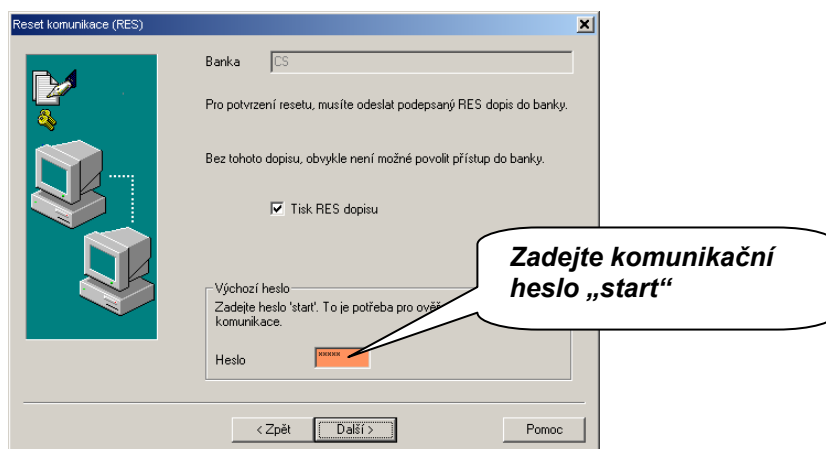 Reset komunikace (RES)
Banka CS
Pro potvrzení resetu, musíte odeslat podepsaný RES dopis do banky.
Bez tohoto dopisu, obvykle není možné povolit přístup do banky.
Tisk RES dopisu
Zadejte komunikační
heslo „start“
Výchozí heslo
Zadejte heslo 'start'. To je potřeba pro
komunikace.
Heslo xxxxx
< Zpět Další > Pomoc